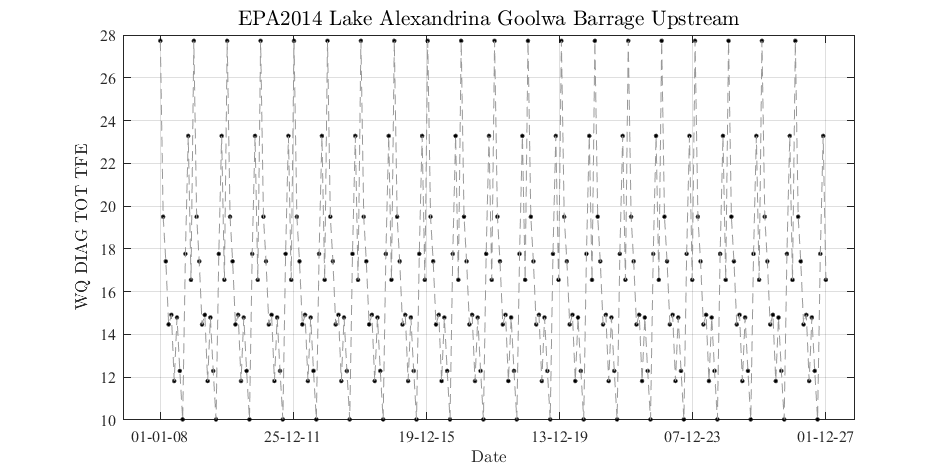 EPA2014 Lake Alexandrina Goolwa Barrage Upstream
28
26
24
22
20
18
16
14
12
10
WQ DIAG TOT TFE
01-01-08 25-12-11 19-12-15 13-12-19 07-12-23 01-12-27
Date